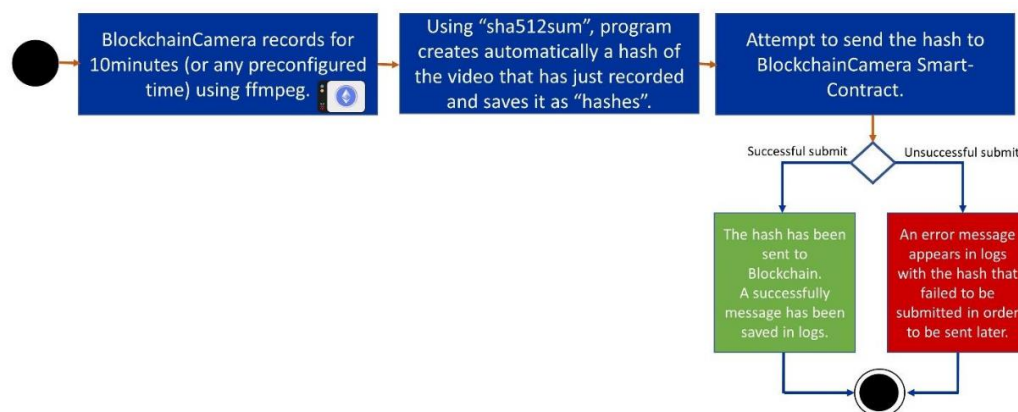 BlockchainCamera records for
10minutes (or any preconfigured
time) using ffmpeg.
Using “sha512sum”, program
creates automatically a hash of
the video that has just recorded
and saves it as “hashes”.
Attempt to send the hash to
BlockchainCamera Smart-
Contract.
Successful submit
Unsuccessful submit
The hash has been
sent to
Blockchain.
A successfully
message has been
saved in logs.
An error message
appears in logs
with the hash that
failed to be
submitted in order
to be sent later.